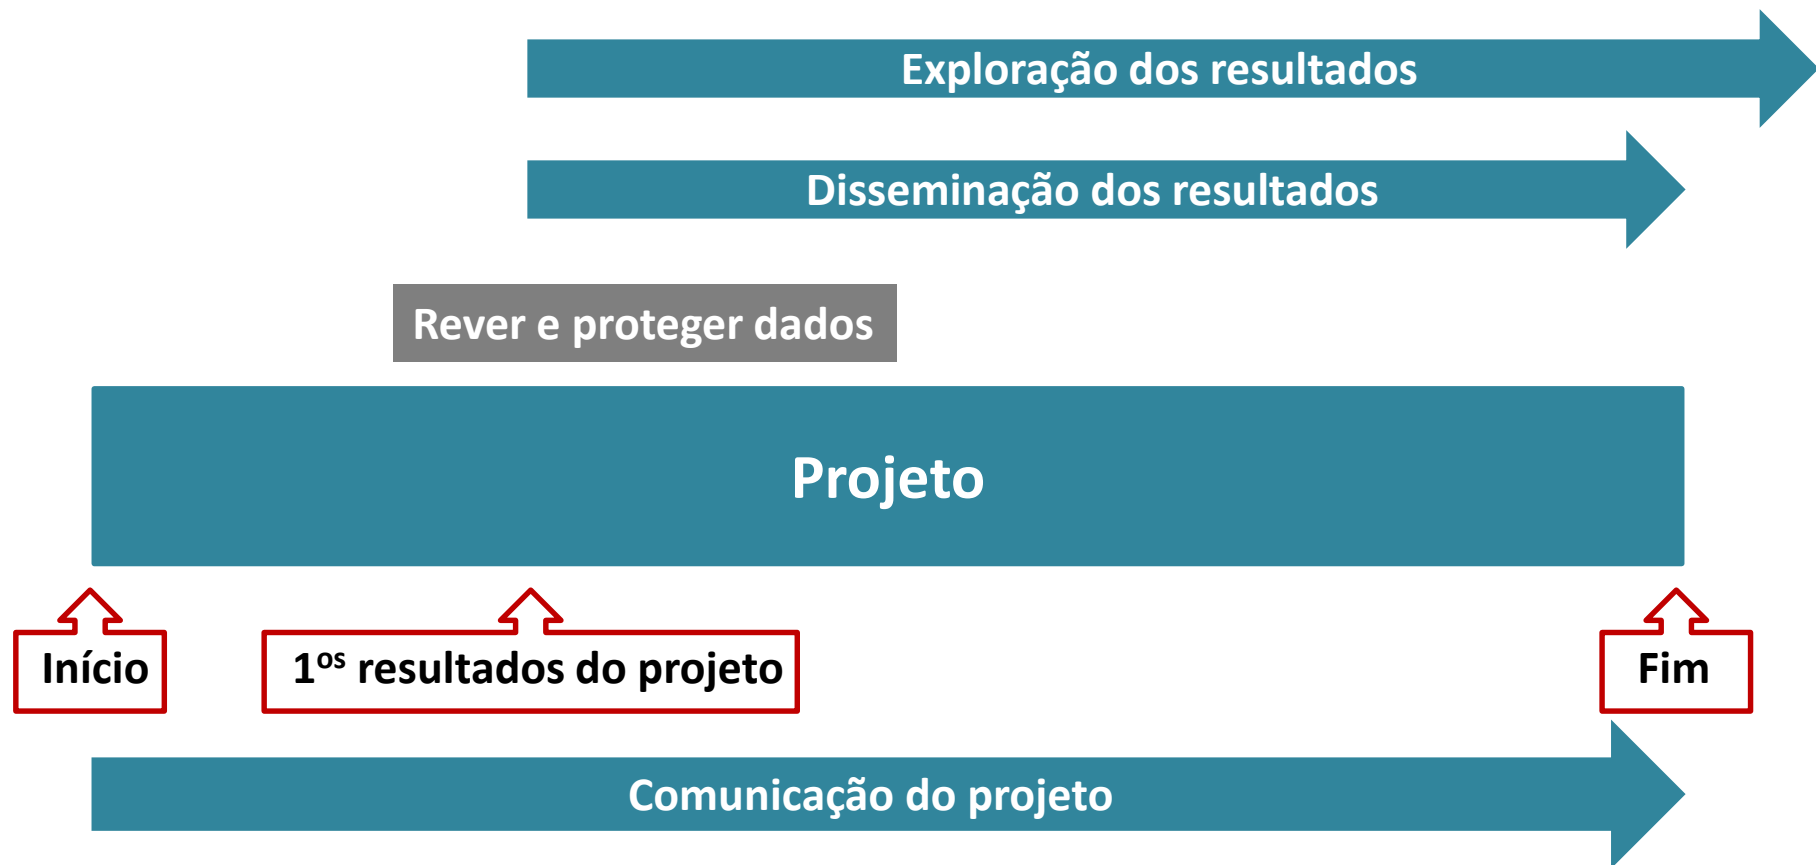 Exploração dos resultados
Disseminação dos resultados
Rever e proteger dados
Projeto
Início
1os resultados do projeto
Fim
Comunicação do projeto